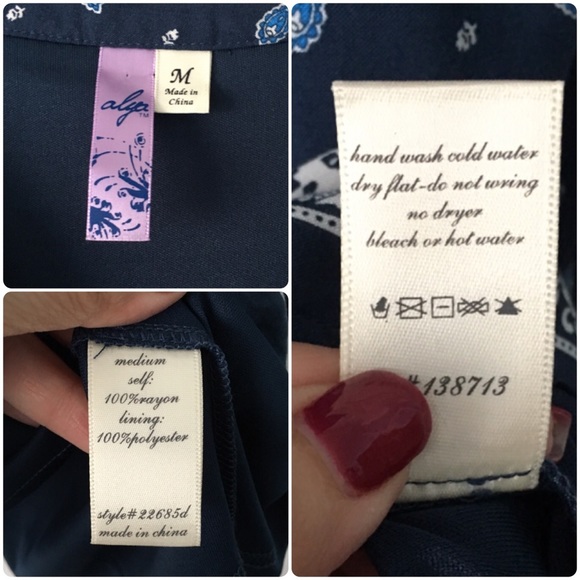 alya
TM
M
Made in
China
hand wash cold water
dry flat-do not wring
no dryer
bleach or hot water
#138713
medium
self:
100%rayon
lining:
100%polyester
style#22685d
made in china